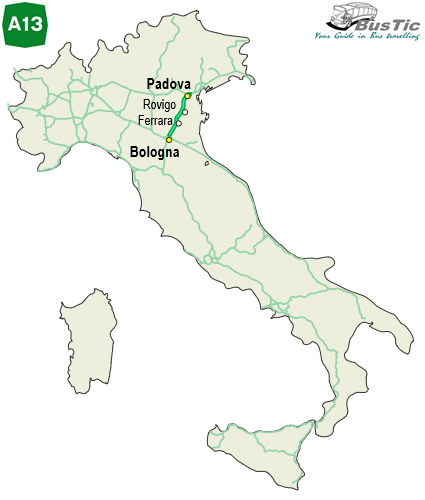 A13
BusTic
Your Guide in Bus travelling
Padova
Rovigo
Ferrara
Bologna